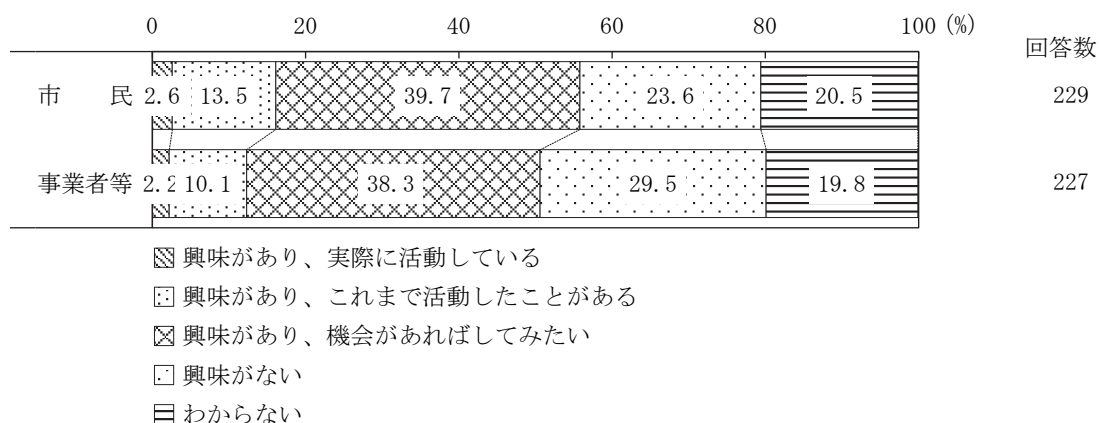 0 20 40 60 80 100 (%)
回答数
市　　民 2.6 13.5 39.7 23.6 20.5 229
事業者等 2.2 10.1 38.3 29.5 19.8 227
興味があり、実際に活動している
興味があり、これまで活動したことがある
興味があり、機会があればしてみたい
興味がない
わからない